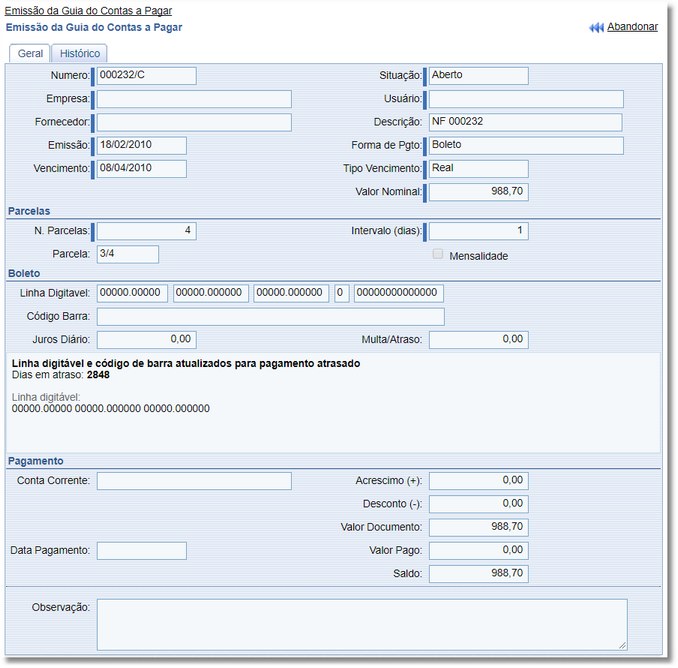 Emissão da Guia do Contas a Pagar
Emissão da Guia do Contas a Pagar Abandonar
Geral Histórico
Numero: 000232/C Situação: Aberto
Empresa: Usuário:
Fornecedor: Descrição: NF 000232
Emissão: 18/02/2010 Forma de Pgto: Boleto
Vencimento: 08/04/2010 Tipo Vencimento: Real
Valor Nominal: 988,70
Parcelas
N. Parcelas: 4 Intervalo (dias): 1
Parcela: 3/4 Mensalidade
Boleto
Linha Digitavel: 00000.00000 00000.000000 00000.000000 0 00000000000000
Código Barra:
Juros Diário: 0,00 Multa/Atraso: 0,00
Linha digitável e código de barra atualizados para pagamento atrasado
Dias em atraso: 2848
Linha digitável:
00000.00000 00000.000000 00000.000000
Pagamento
Conta Corrente: Acrescimo (+): 0,00
Desconto (-): 0,00
Valor Documento: 988,70
Data Pagamento: Valor Pago: 0,00
Saldo: 988,70
Observação: